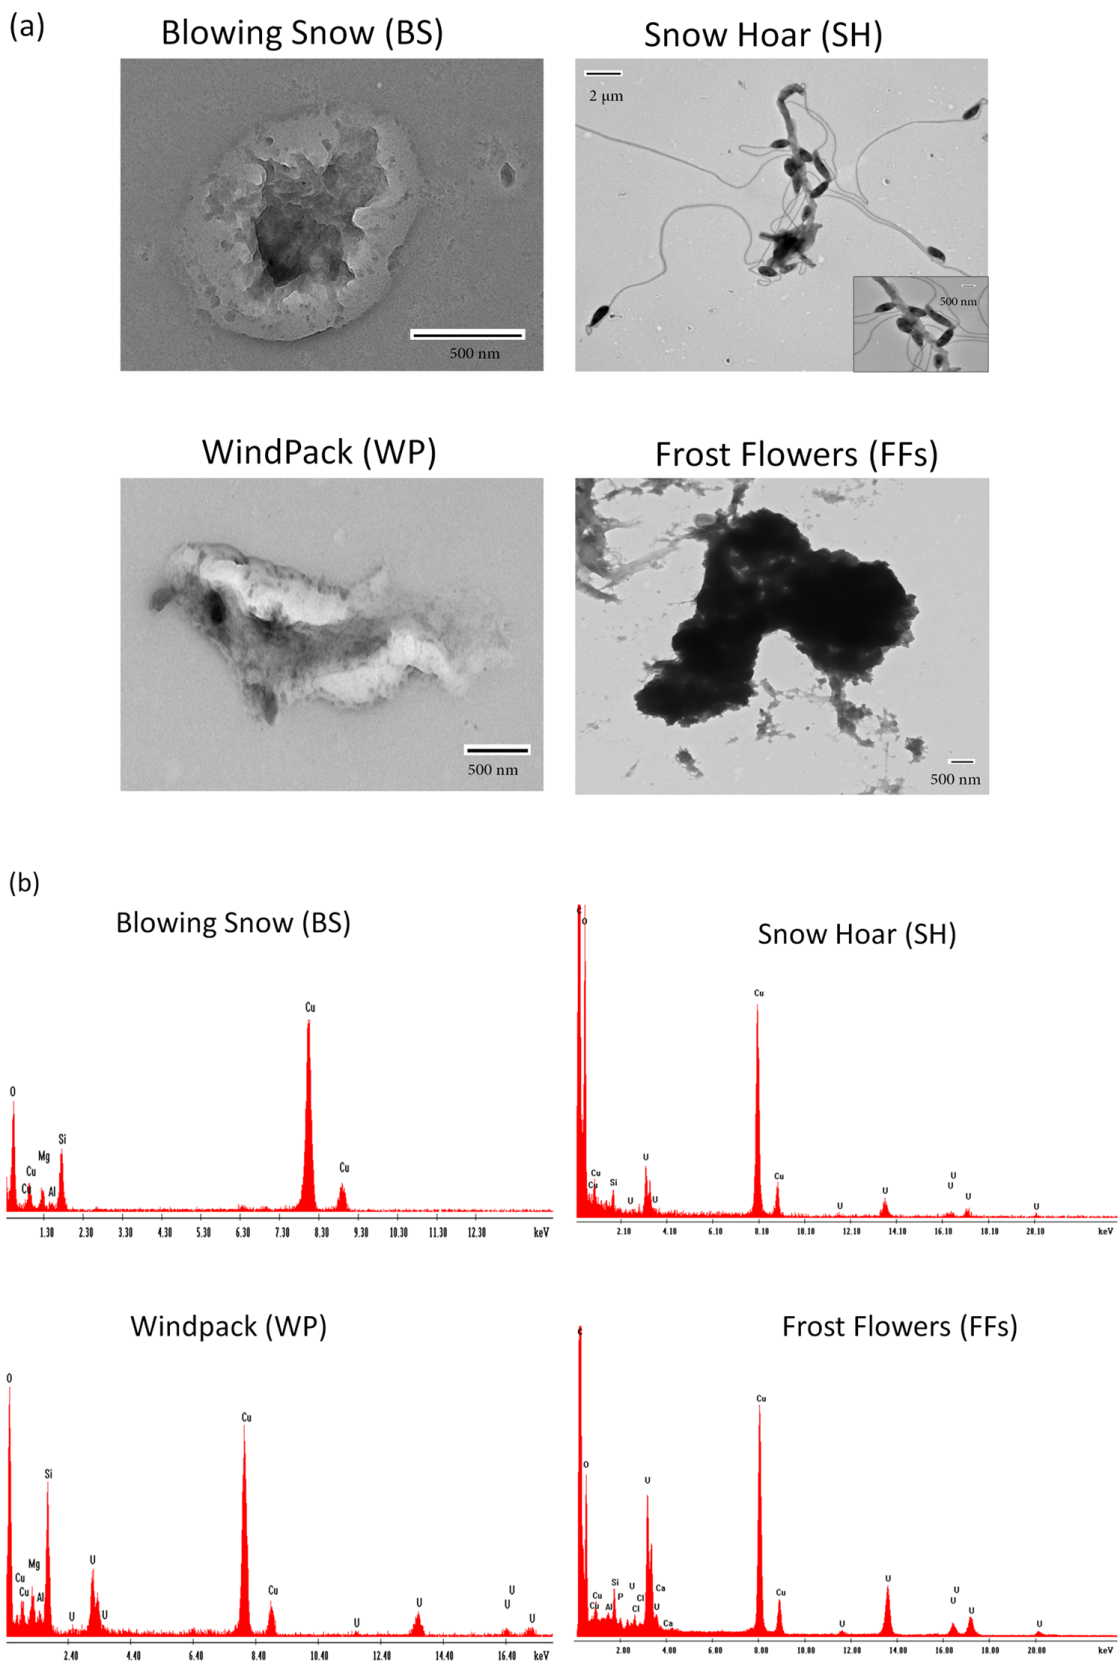 (a)
Blowing Snow (BS)
Snow Hoar (SH)
2 μm
500 nm
500 nm
WindPack (WP)
Frost Flowers (FFs)
500 nm
500 nm
(b)
Blowing Snow (BS)
O
Cu
Cu
Mg
Al
Si
Cu
Cu
1.30 2.30 3.30 4.30 5.30 6.30 7.30 8.30 9.30 10.30 11.30 12.30 keV
Snow Hoar (SH)
C
O
Cu
Cu
Si
U
U
U
Cu
Cu
U
U
U
U
U
U
2.10 4.10 6.10 8.10 10.10 12.10 14.10 16.10 18.10 20.10 keV
Windpack (WP)
O
Cu
Cu
Mg
Al
Si
U
U
U
Cu
Cu
U
U
U
U
U
2.40 4.40 6.40 8.40 10.40 12.40 14.40 16.40 keV
Frost Flowers (FFs)
C
O
Cu
Cu
Al
Si
P
U
Cl
Cl
U
Ca
U
Ca
Cu
Cu
U
U
U
U
U
U
2.00 4.00 6.00 8.00 10.00 12.00 14.00 16.00 18.00 20.00 keV